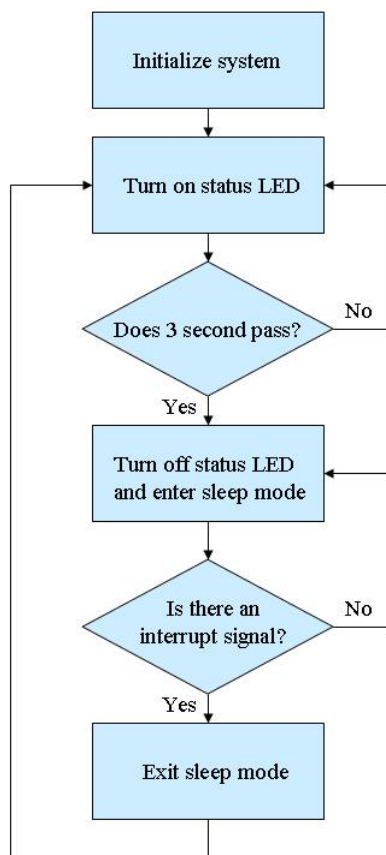 Initialize system
Turn on status LED
Does 3 second pass?
No
Yes
Turn off status LED
and enter sleep mode
Is there an
interrupt signal?
No
Yes
Exit sleep mode